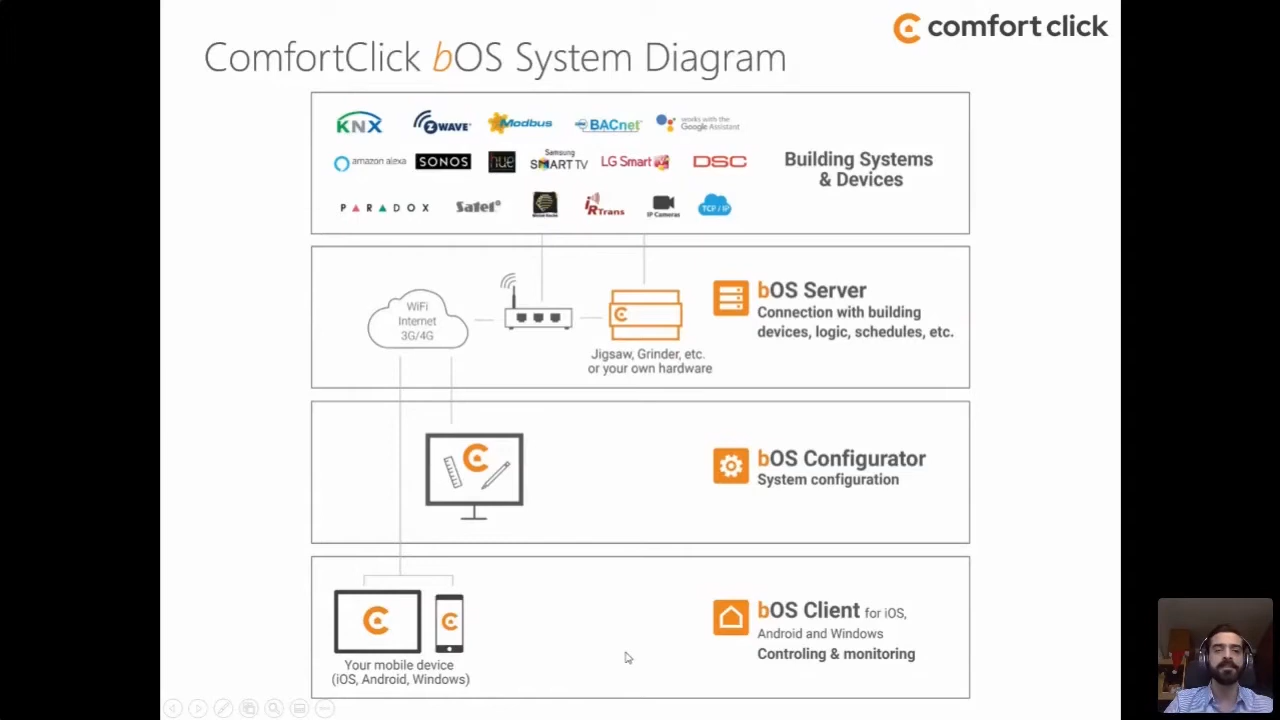 comfort click
ComfortClick bOS System Diagram
KNX
Z WAVE
Modbus
BACnet
works with the
Google Assistant
amazon alexa
SONOS
hue
Samsung
SMART TV
LG Smart
DSC
PARADOX
Satel
iRTrans
IP Cameras
TCP / IP
Building Systems
& Devices
WiFi
Internet
3G/4G
Jigsaw, Grinder, etc.
or your own hardware
bOS Server
Connection with building
devices, logic, schedules, etc.
bOS Configurator
System configuration
Your mobile device
(iOS, Android, Windows)
bOS Client for iOS,
Android and Windows
Controling & monitoring